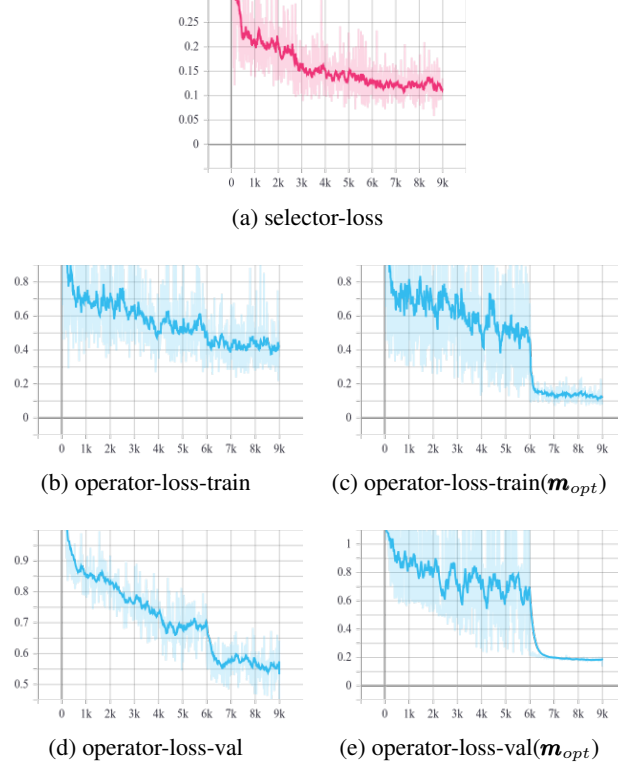 0.25
0.2
0.15
0.1
0.05
0
0 1k 2k 3k 4k 5k 6k 7k 8k 9k
(a) selector-loss
0.8
0.6
0.4
0.2
0
0 1k 2k 3k 4k 5k 6k 7k 8k 9k
(b) operator-loss-train
0.8
0.6
0.4
0.2
0
0 1k 2k 3k 4k 5k 6k 7k 8k 9k
(c) operator-loss-train(m_opt)
0.9
0.8
0.7
0.6
0.5
0 1k 2k 3k 4k 5k 6k 7k 8k 9k
(d) operator-loss-val
1
0.8
0.6
0.4
0.2
0
0 1k 2k 3k 4k 5k 6k 7k 8k 9k
(e) operator-loss-val(m_opt)